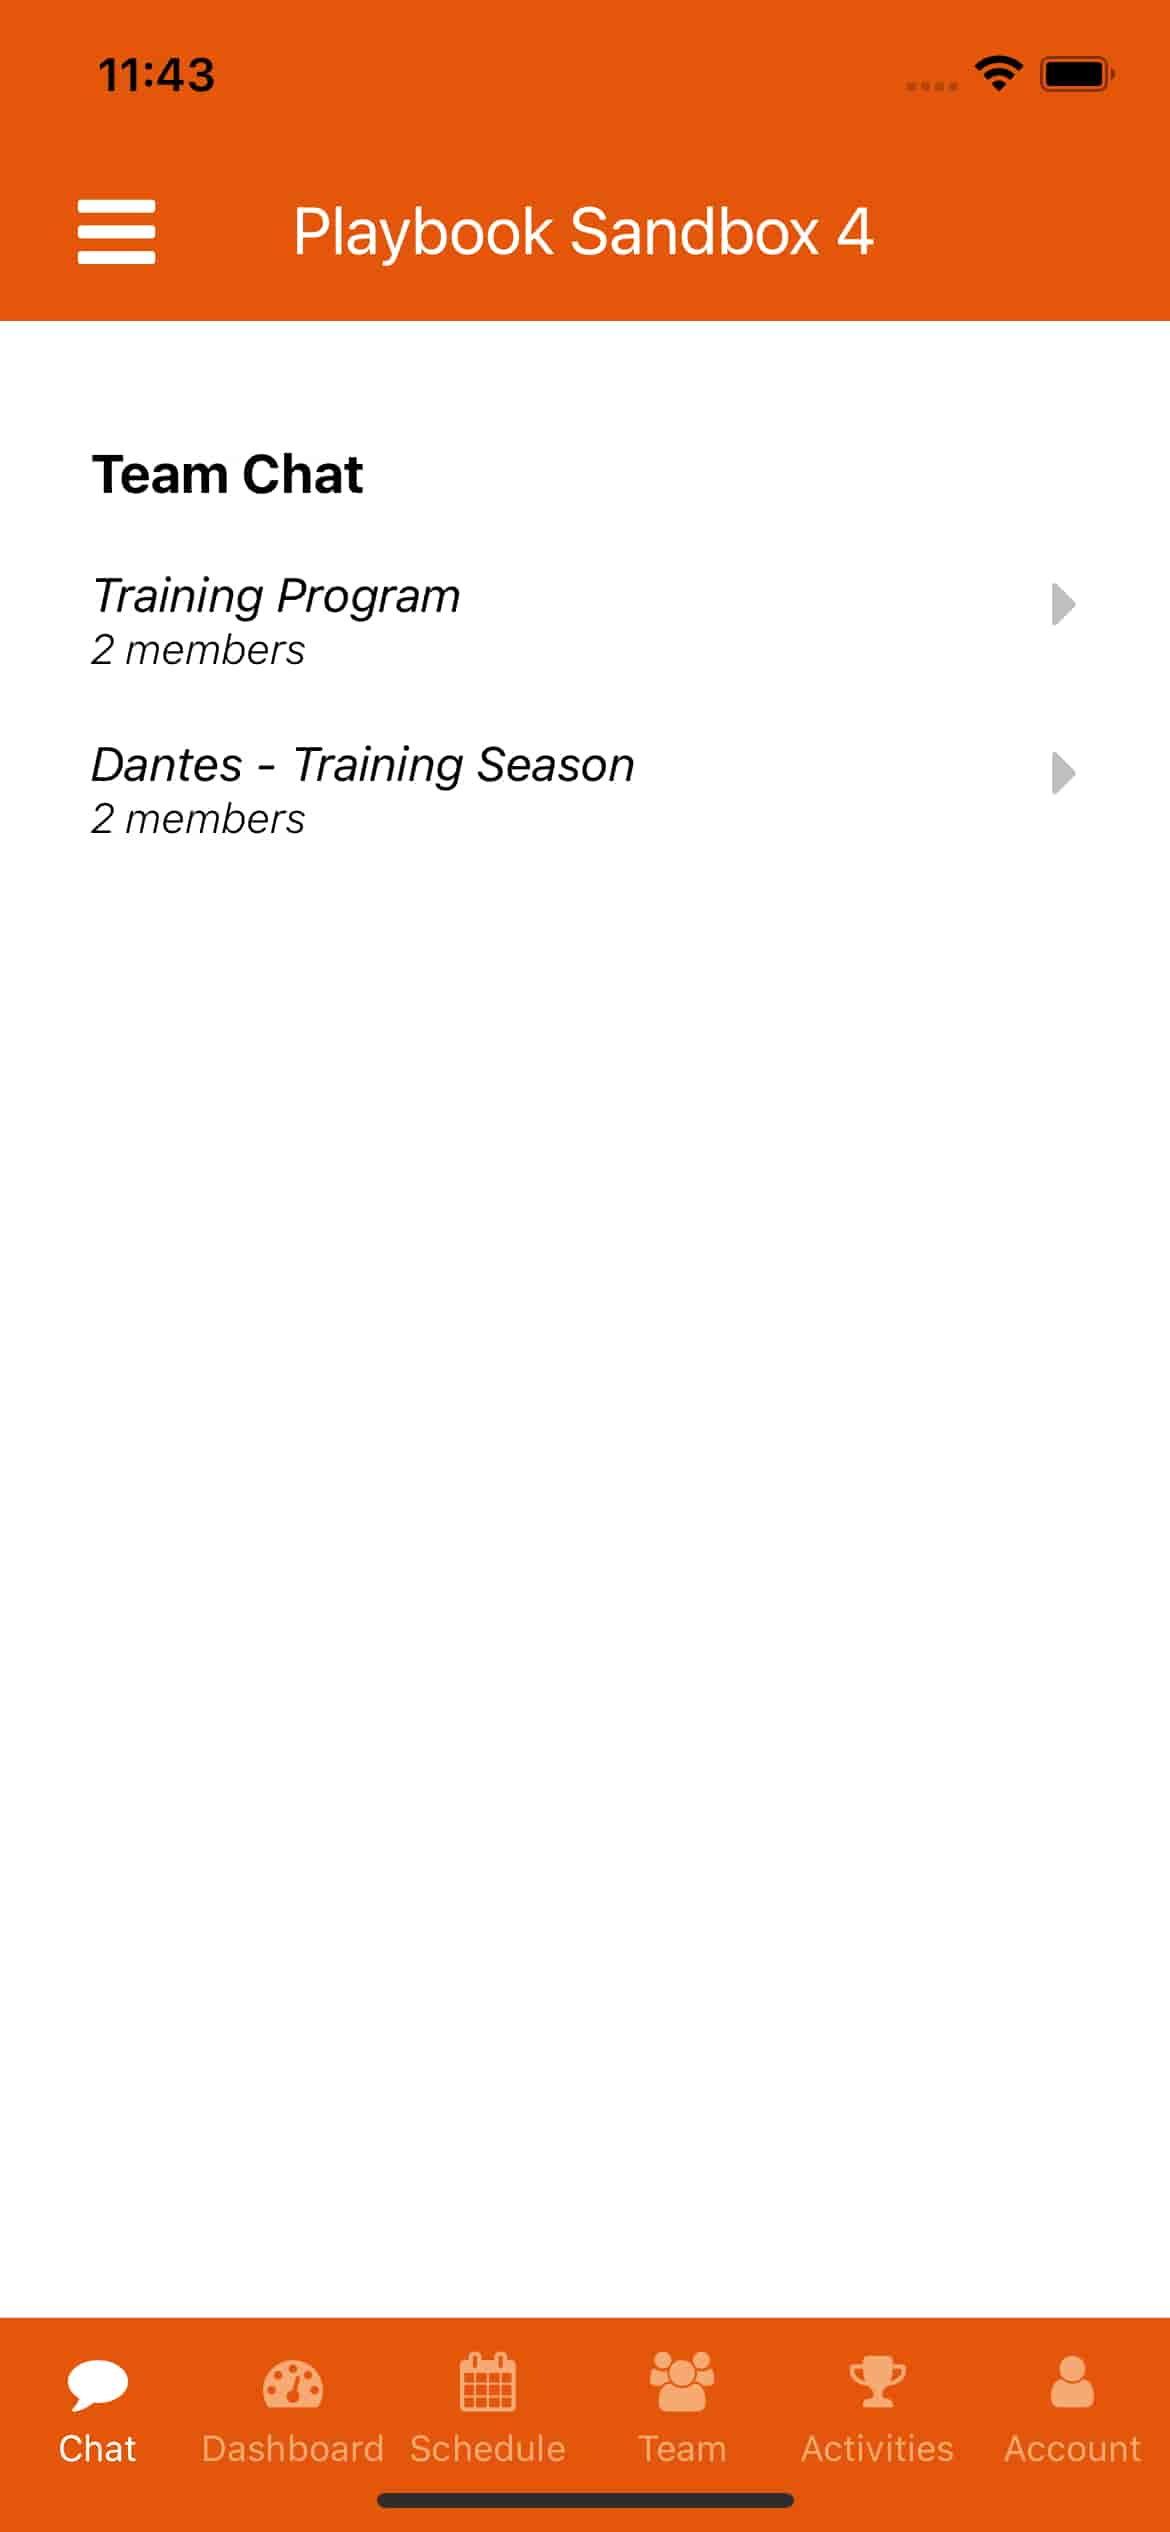 11:43
Playbook Sandbox 4
Team Chat
Training Program
2 members
Dantes - Training Season
2 members
Chat Dashboard Schedule Team Activities Account